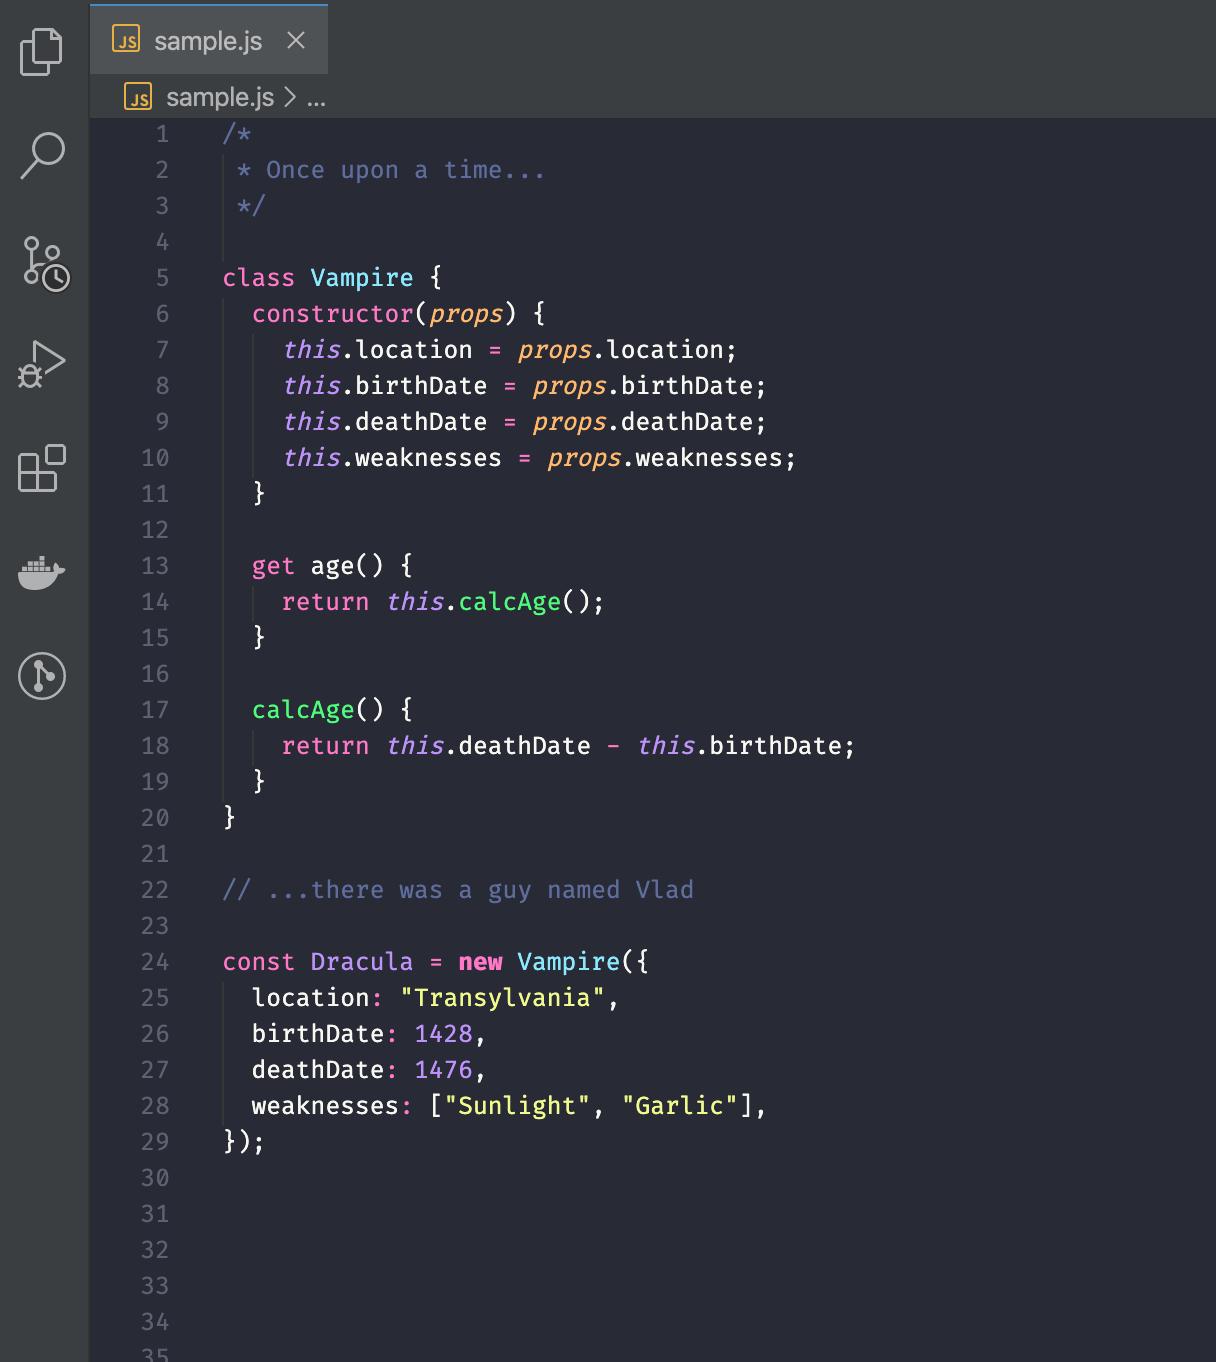 JS sample.js ×
JS sample.js > ...
1 /*
2  * Once upon a time...
3  */
4
5 class Vampire {
6   constructor(props) {
7     this.location = props.location;
8     this.birthDate = props.birthDate;
9     this.deathDate = props.deathDate;
10     this.weaknesses = props.weaknesses;
11   }
12
13   get age() {
14     return this.calcAge();
15   }
16
17   calcAge() {
18     return this.deathDate - this.birthDate;
19   }
20 }
21
22 // ...there was a guy named Vlad
23
24 const Dracula = new Vampire({
25   location: "Transylvania",
26   birthDate: 1428,
27   deathDate: 1476,
28   weaknesses: ["Sunlight", "Garlic"],
29 });
30
31
32
33
34
35